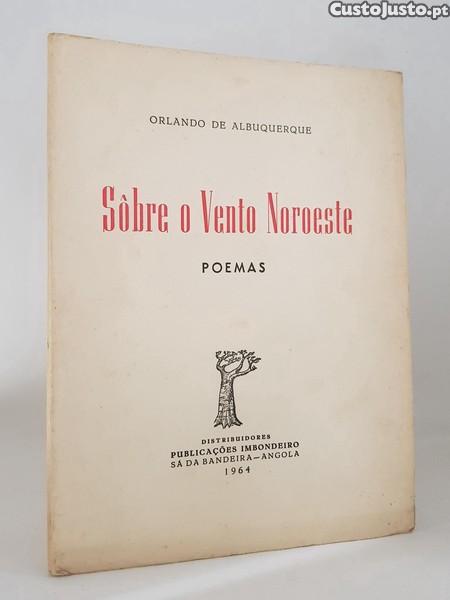 CustoJusto.pt
ORLANDO DE ALBUQUERQUE
Sôbre o Vento Noroeste
POEMAS
DISTRIBUIDORES
PUBLICAÇÕES IMBONDEIRO
SÁ DA BANDEIRA—ANGOLA
1964